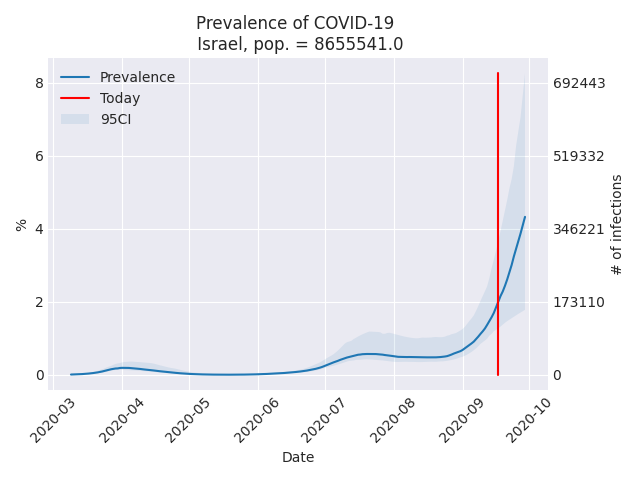 Prevalence of COVID-19
Israel, pop. = 8655541.0
Prevalence
Today
95CI
8
6
4
2
0
%
692443
519332
346221
173110
0
# of infections
2020-03
2020-04
2020-05
2020-06
2020-07
2020-08
2020-09
2020-10
Date